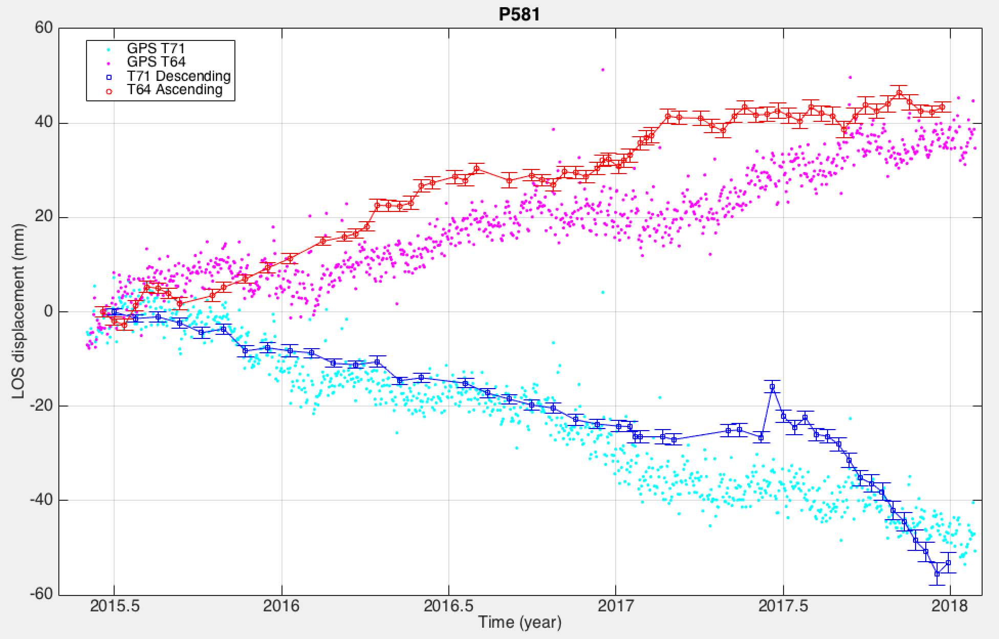 P581
60
40
20
0
-20
-40
-60
LOS displacement (mm)
GPS T71
GPS T64
T71 Descending
T64 Ascending
2015.5
2016
2016.5
2017
2017.5
2018
Time (year)